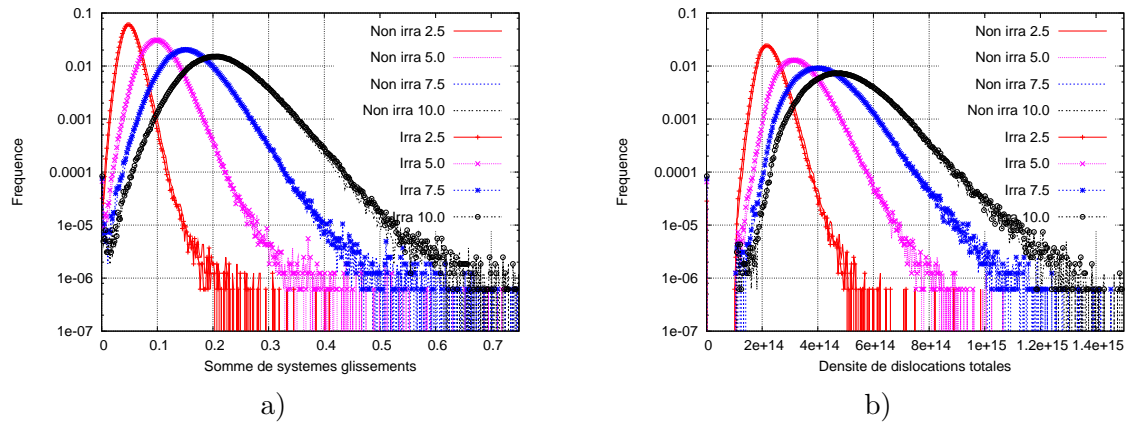 0.1
0.01
0.001
0.0001
1e-05
1e-06
1e-07
Frequence
0 0.1 0.2 0.3 0.4 0.5 0.6 0.7
Somme de systemes glissements
Non irra 2.5
Non irra 5.0
Non irra 7.5
Non irra 10.0
Irra 2.5
Irra 5.0
Irra 7.5
Irra 10.0
a)
0.1
0.01
0.001
0.0001
1e-05
1e-06
1e-07
Frequence
0 2e+14 4e+14 6e+14 8e+14 1e+15 1.2e+15 1.4e+15
Densite de dislocations totales
Non irra 2.5
Non irra 5.0
Non irra 7.5
Non irra 10.0
Irra 2.5
Irra 5.0
Irra 7.5
Irra 10.0
b)